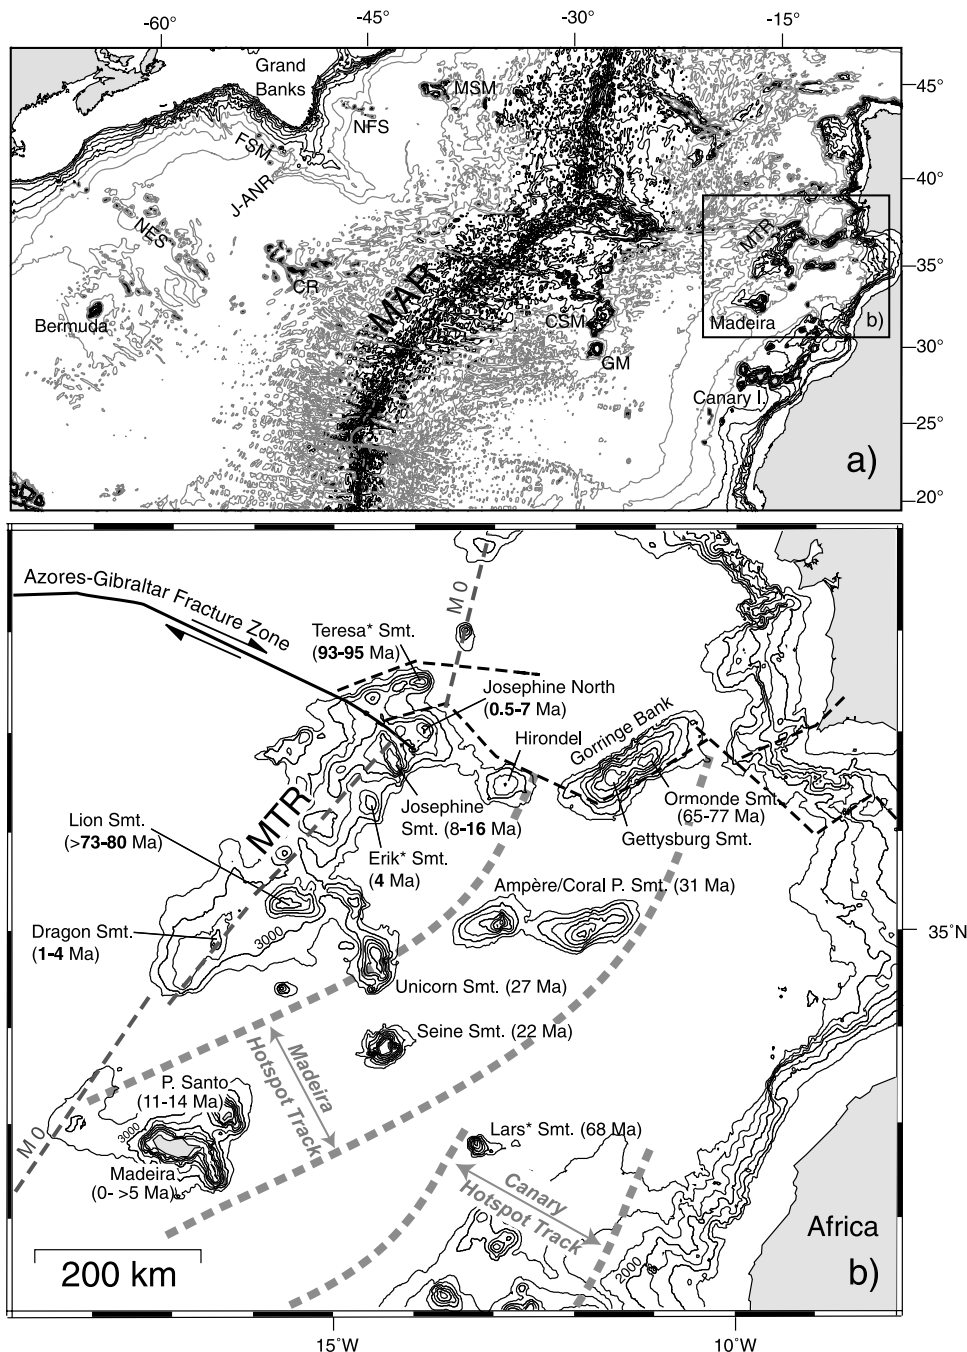 -60°
-45°
-30°
-15°
Grand
Banks
MSM
NFS
FSM
J-ANR
NES
CR
Bermuda
MAR
CSM
GM
MTR
Madeira
b)
Canary I.
a)
45°
40°
35°
30°
25°
20°
Azores-Gibraltar Fracture Zone
M 0
Teresa* Smt.
(93-95 Ma)
Josephine North
(0.5-7 Ma)
Hirondel
Gorringe Bank
Ormonde Smt.
(65-77 Ma)
Gettysburg Smt.
MTR
Josephine
Smt. (8-16 Ma)
Lion Smt.
(>73-80 Ma)
Erik* Smt.
(4 Ma)
Ampère/Coral P. Smt. (31 Ma)
Dragon Smt.
(1-4 Ma)
3000
35°N
Unicorn Smt. (27 Ma)
Seine Smt. (22 Ma)
Madeira
Hotspot Track
P. Santo
(11-14 Ma)
M 0
3000
Madeira
(0- >5 Ma)
Lars* Smt. (68 Ma)
Canary
Hotspot Track
2000
Africa
200 km
b)
15°W
10°W